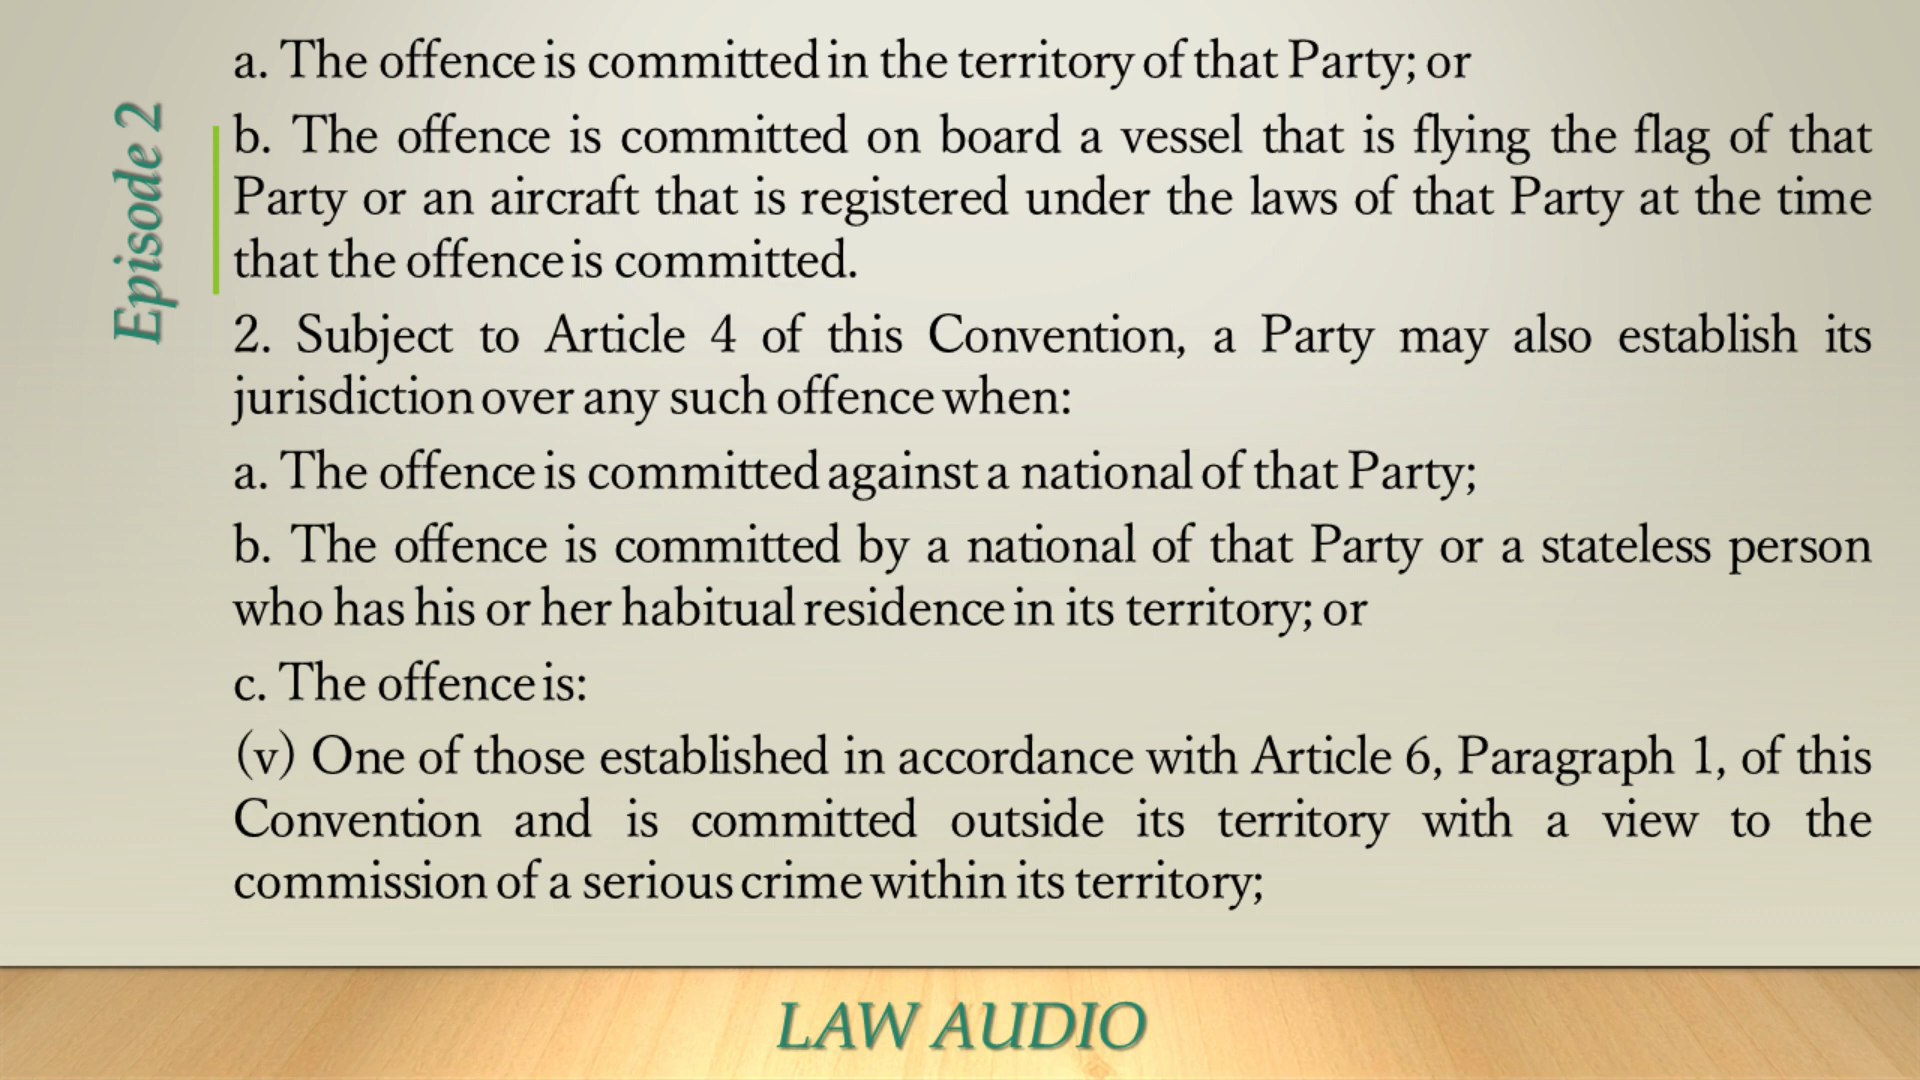 Episode 2
a. The offence is committed in the territory of that Party; or
b. The offence is committed on board a vessel that is flying the flag of that
Party or an aircraft that is registered under the laws of that Party at the time
that the offence is committed.
2. Subject to Article 4 of this Convention, a Party may also establish its
jurisdiction over any such offence when:
a. The offence is committed against a national of that Party;
b. The offence is committed by a national of that Party or a stateless person
who has his or her habitual residence in its territory; or
c. The offence is:
(v) One of those established in accordance with Article 6, Paragraph 1, of this
Convention and is committed outside its territory with a view to the
commission of a serious crime within its territory;
LAW AUDIO